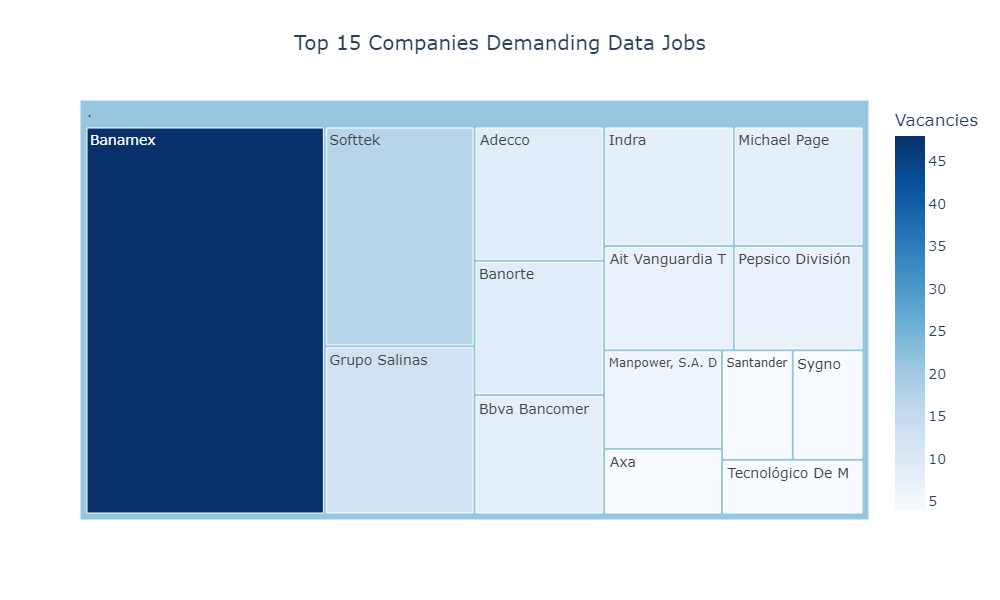 Top 15 Companies Demanding Data Jobs
.
Banamex
Softtek
Grupo Salinas
Adecco
Banorte
Bbva Bancomer
Indra
Michael Page
Ait Vanguardia T
Pepsico División
Manpower, S.A. D
Santander
Sygno
Axa
Tecnológico De M
Vacancies
45
40
35
30
25
20
15
10
5